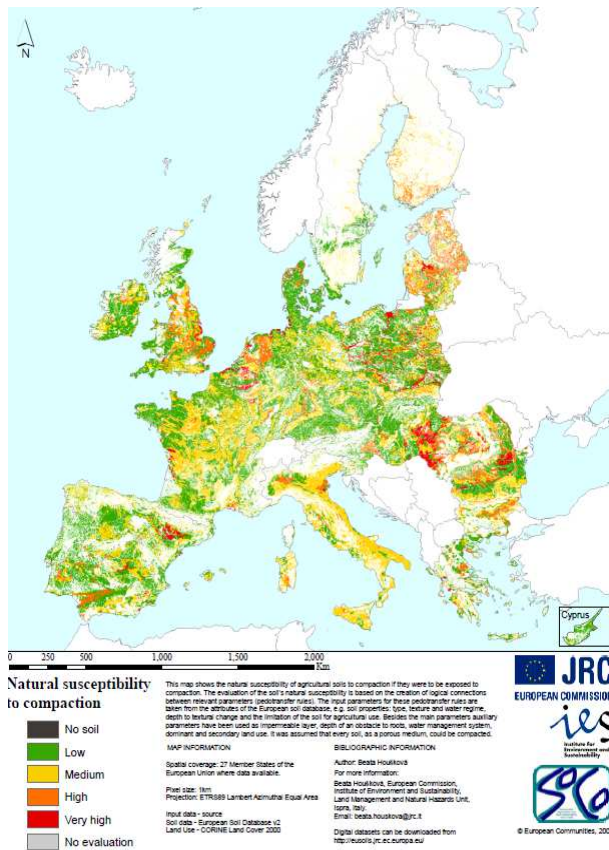 N
Cyprus
0 250 500 1,000 1,500 2,000
Km
Natural susceptibility
to compaction
No soil
Low
Medium
High
Very high
No evaluation
This map shows the natural susceptibility of agricultural soils to compaction if they were to be exposed to
compaction. The evaluation of the soil's natural susceptibility is based on the creation of logical connections
between relevant parameters (pedotransfer rules). The input parameters for these pedotransfer rules are
taken from the attributes of the European soil database, e.g. soil properties: type, texture and water regime,
depth to textural change and the limitation of the soil for agricultural use. Besides the main parameters auxiliary
parameters have been used as impermeable layer, depth of an obstacle to roots, water management system,
dominant and secondary land use. It was assumed that every soil, as a porous medium, could be compacted.
MAP INFORMATION
Spatial coverage: 27 Member States of the
European Union where data available.
Pixel size: 1km
Projection: ETRS89 Lambert Azimuthal Equal Area
Input data - source
Soil data - European Soil Database v2
Land Use - CORINE Land Cover 2000
BIBLIOGRAPHIC INFORMATION
Author: Beata Houšková
For more information:
Beata Houšková, European Commission,
Institute of Environment and Sustainability,
Land Management and Natural Hazards Unit,
Ispra, Italy.
Email: beata.houskova@jrc.it
Digital datasets can be downloaded from
http://eusoils.jrc.ec.europa.eu/
JRC
EUROPEAN COMMISSION
ies
Institute for
Environment and
Sustainability
SoCo
© European Communities, 200